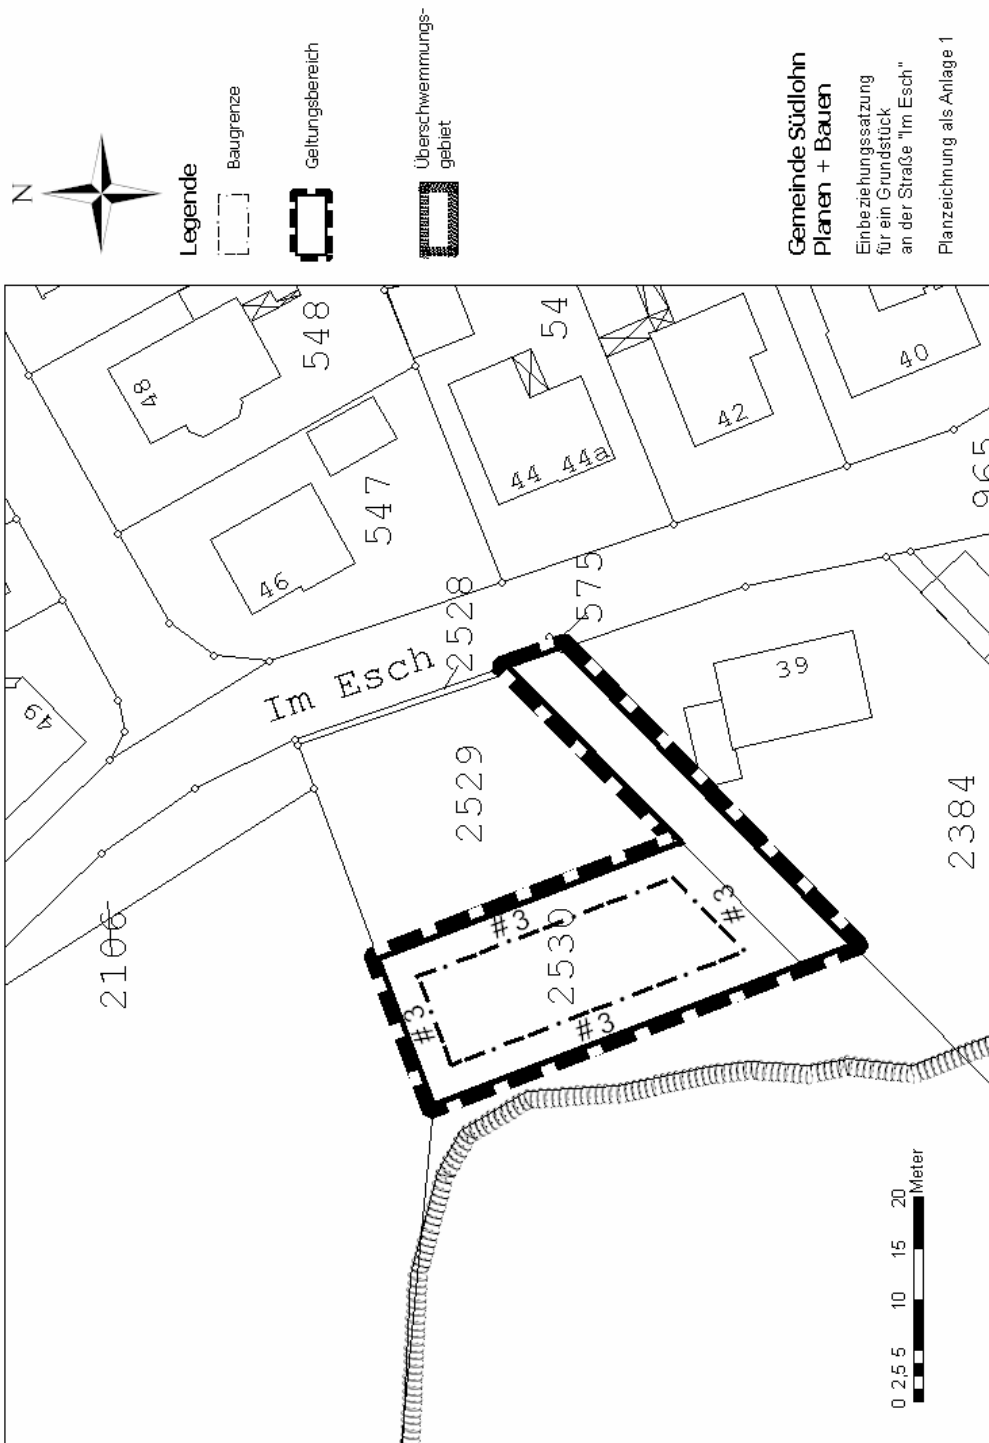 N
Legende
Baugrenze
Geltungsbereich
Überschwemmungs-
gebiet
Gemeinde Südlohn
Planen + Bauen
Einbeziehungssatzung
für ein Grundstück
an der Straße "Im Esch"
Planzeichnung als Anlage 1
48
548
54
46
547
44 44a
42
40
965
49
Im Esch
2528
575
39
2529
2384
2106
2530
#3
#3
#3
#3
0 2,5 5 10 15 20
Meter